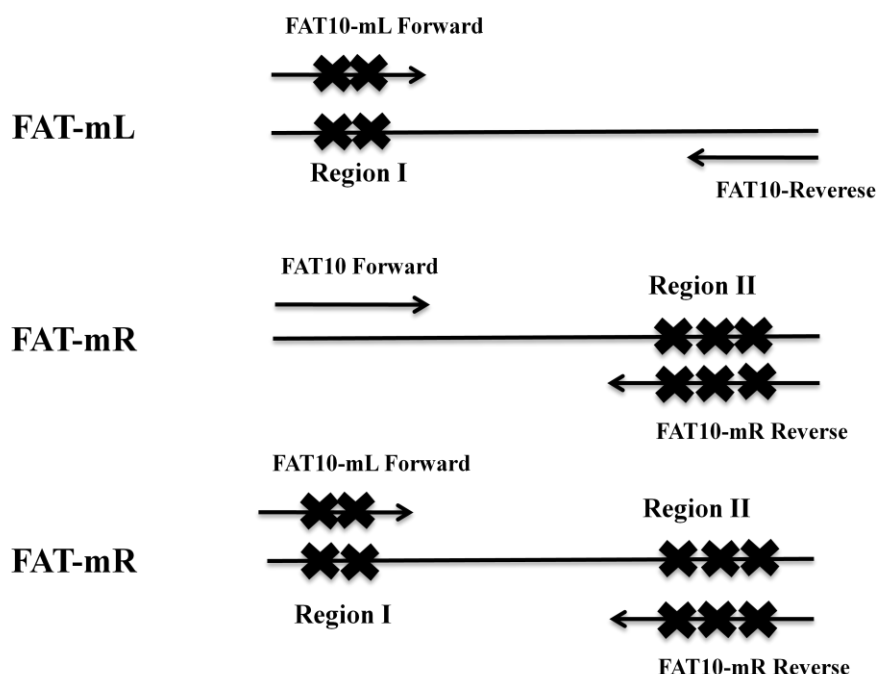 FAT10-mL Forward
FAT-mL
Region I
FAT10-Reverese
FAT10 Forward
Region II
FAT-mR
FAT10-mR Reverse
FAT10-mL Forward
Region II
FAT-mR
Region I
FAT10-mR Reverse